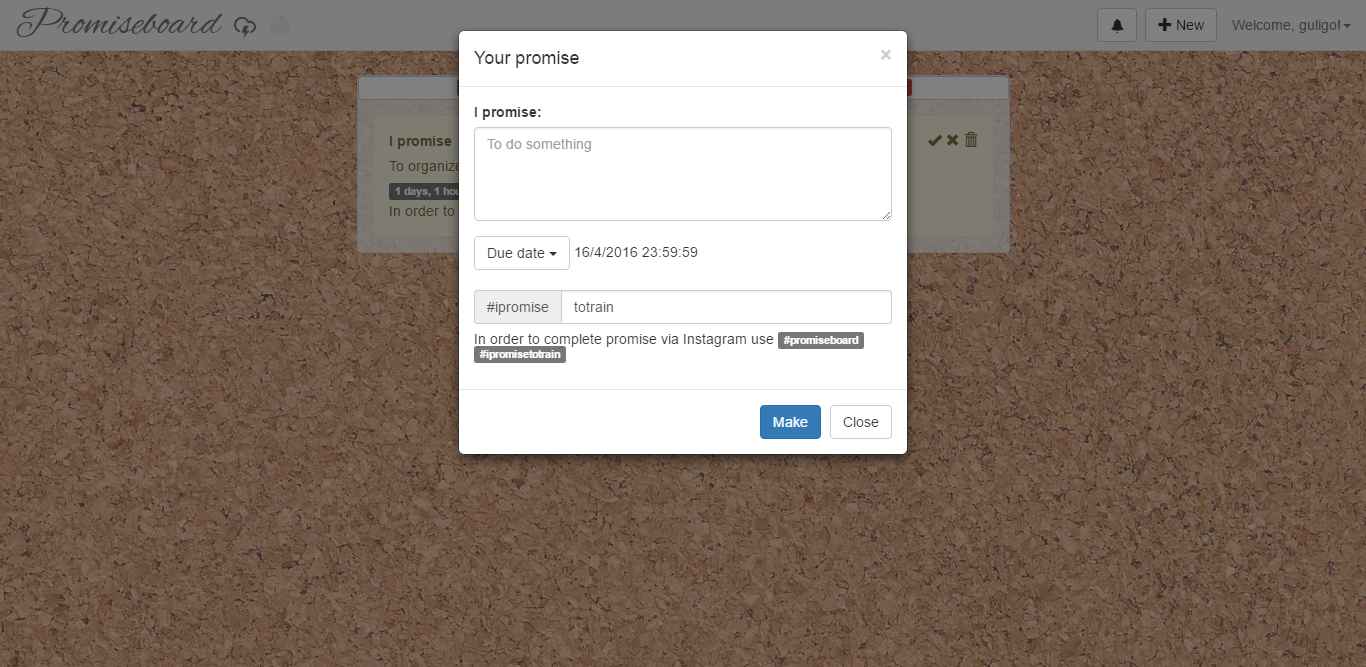 Promiseboard
New
Welcome, guligo!
Your promise
×
I promise:
To do something
Due date 16/4/2016 23:59:59
#ipromise totrain
In order to complete promise via Instagram use #promiseboard
#ipromisetotrain
Make Close
I promise
To organize
1 days, 1
In order to